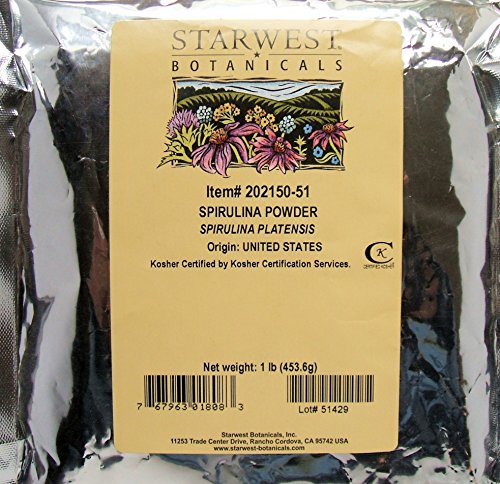 STARWEST
BOTANICALS
Item# 202150-51
SPIRULINA POWDER
SPIRULINA PLATENSIS
Origin: UNITED STATES
Kosher Certified by Kosher Certification Services.
K
CERTIFIED KOSHER
Net weight: 1 lb (453.6g)
7 67963 01808 3
Lot# 51429
Starwest Botanicals, Inc.
11253 Trade Center Drive, Rancho Cordova, CA 95742 USA
www.starwest-botanicals.com